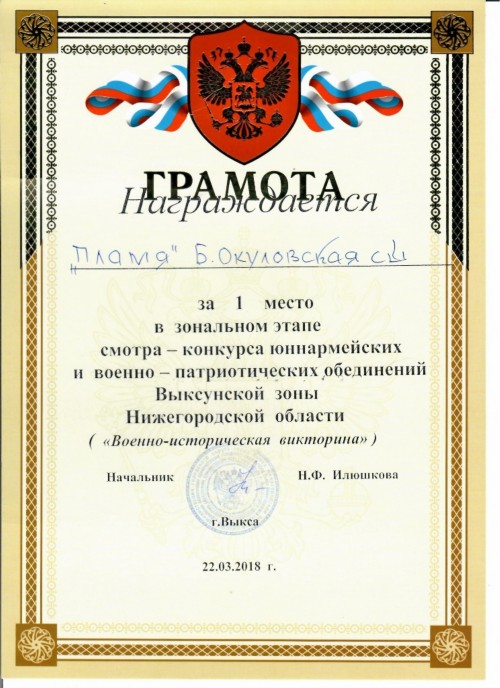 ГРАМОТА
Награждается
"Пламя" Б.Окуловская сш
за 1 место
в зональном этапе
смотра – конкурса юннармейских
и военно – патриотических обединений
Выксунской зоны
Нижегородской области
( «Военно-историческая викторина» )
Начальник Н.Ф. Илюшкова
г.Выкса
22.03.2018 г.